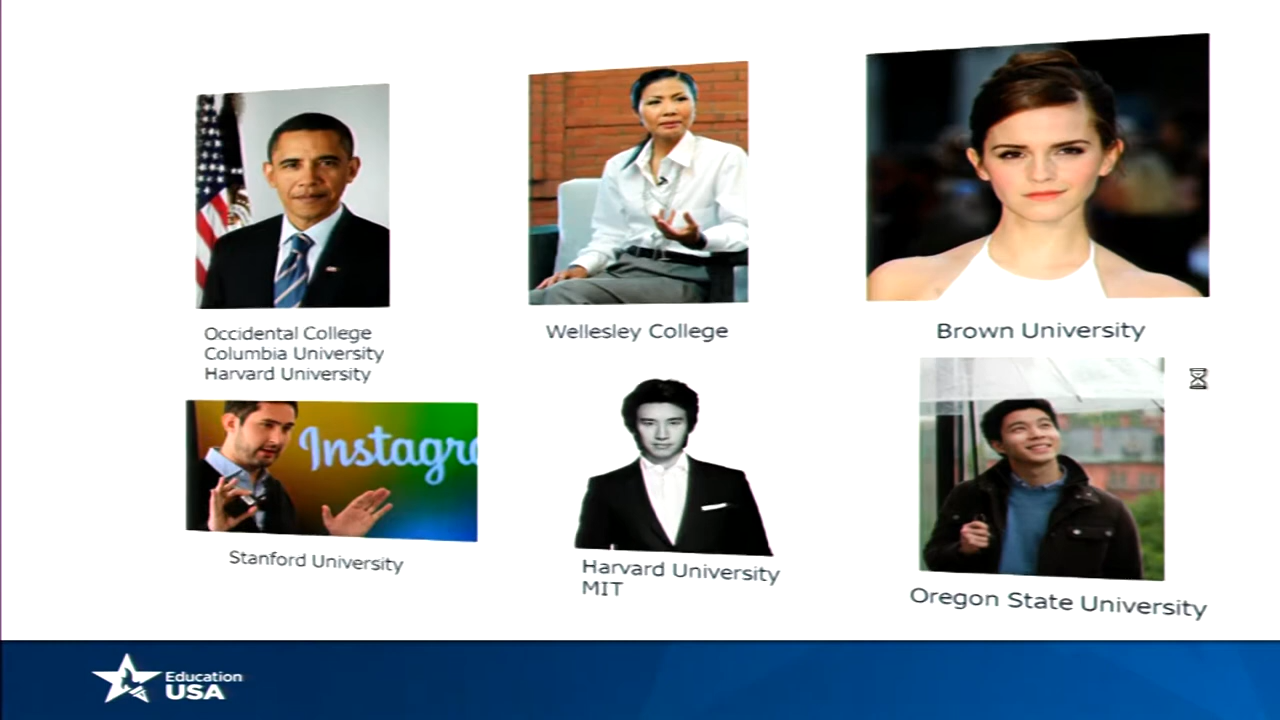 Occidental College
Columbia University
Harvard University
Wellesley College
Brown University
Instagr
Stanford University
Harvard University
MIT
Oregon State University
Education
USA